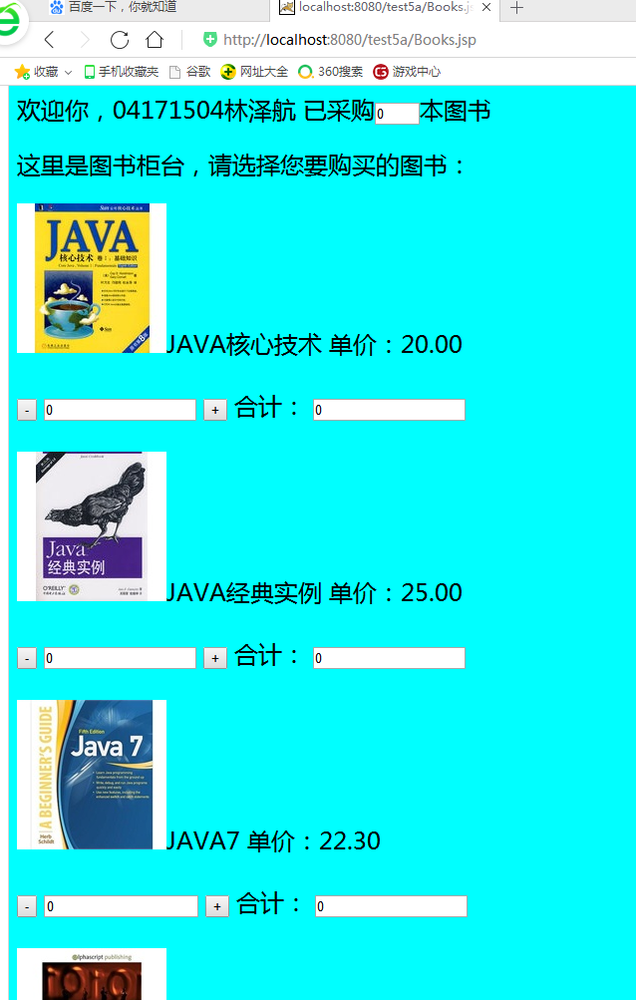 百度一下，你就知道
localhost:8080/test5a/Books.jsp
http://localhost:8080/test5a/Books.jsp
收藏 手机收藏夹 谷歌 网址大全 360搜索 游戏中心
欢迎你，04171504林泽航 已采购0本图书
这里是图书柜台，请选择您要购买的图书：
JAVA
核心技术 卷I：基础知识
JAVA核心技术 单价：20.00
- 0 + 合计： 0
Java
经典实例
O'REILLY
JAVA经典实例 单价：25.00
- 0 + 合计： 0
A BEGINNER'S GUIDE
Fifth Edition
Java 7
Herb
Schildt
JAVA7 单价：22.30
- 0 + 合计： 0
alphascript publishing